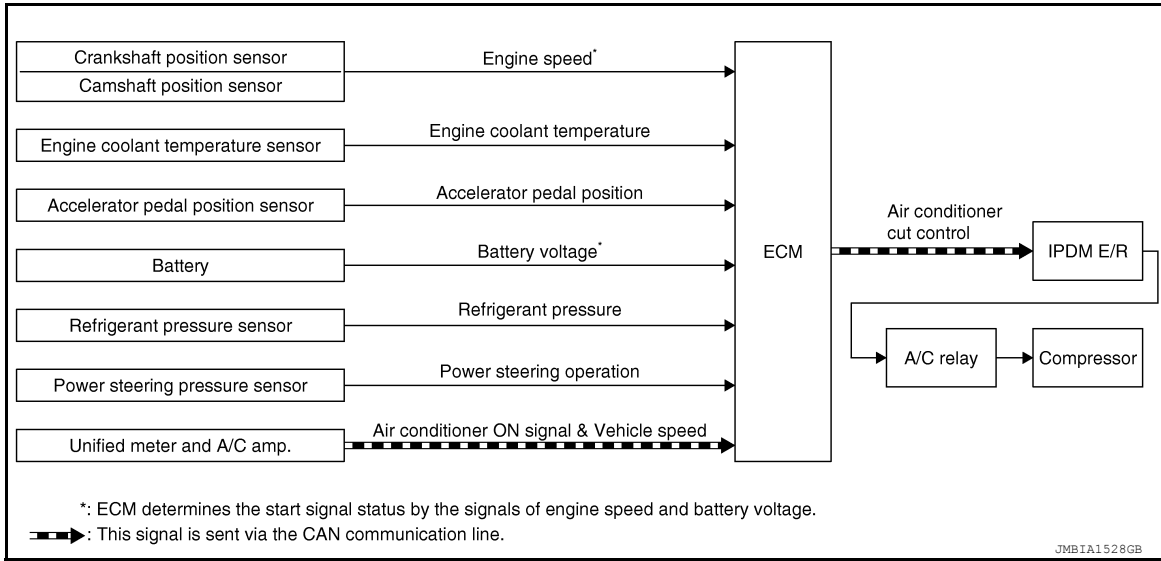 Crankshaft position sensor
Camshaft position sensor
Engine speed*
Engine coolant temperature sensor
Engine coolant temperature
Accelerator pedal position sensor
Accelerator pedal position
Battery
Battery voltage*
Refrigerant pressure sensor
Refrigerant pressure
Power steering pressure sensor
Power steering operation
Unified meter and A/C amp.
Air conditioner ON signal & Vehicle speed
ECM
Air conditioner
cut control
IPDM E/R
A/C relay
Compressor
*: ECM determines the start signal status by the signals of engine speed and battery voltage.
: This signal is sent via the CAN communication line.
JMBIA1528GB